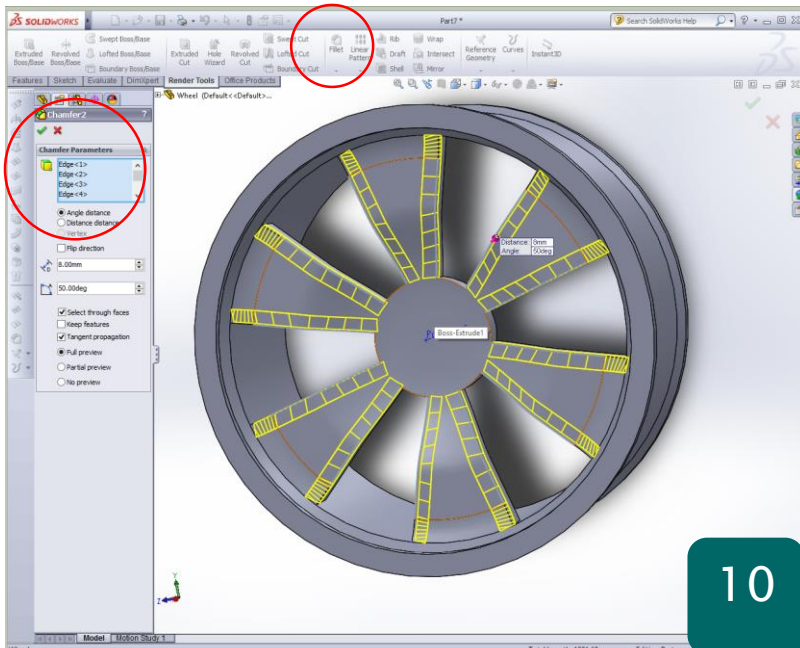 SOLIDWORKS
Part7 *
Search SolidWorks Help
Extruded Boss/Base
Revolved Boss/Base
Swept Boss/Base
Lofted Boss/Base
Boundary Boss/Base
Extruded Cut
Hole Wizard
Revolved Cut
Swept Cut
Lofted Cut
Boundary Cut
Fillet
Linear Pattern
Rib
Draft
Shell
Wrap
Intersect
Mirror
Reference Geometry
Curves
Instant3D
Features
Sketch
Evaluate
DimXpert
Render Tools
Office Products
Wheel (Default<<Default>...
Chamfer2
?
Chamfer Parameters
Edge<1>
Edge<2>
Edge<3>
Edge<4>
Angle distance
Distance distance
Vertex
Flip direction
8.00mm
50.00deg
Select through faces
Keep features
Tangent propagation
Full preview
Partial preview
No preview
Distance: 8mm
Angle: 50deg
Boss-Extrude1
Y
Z
Model
Motion Study 1
10